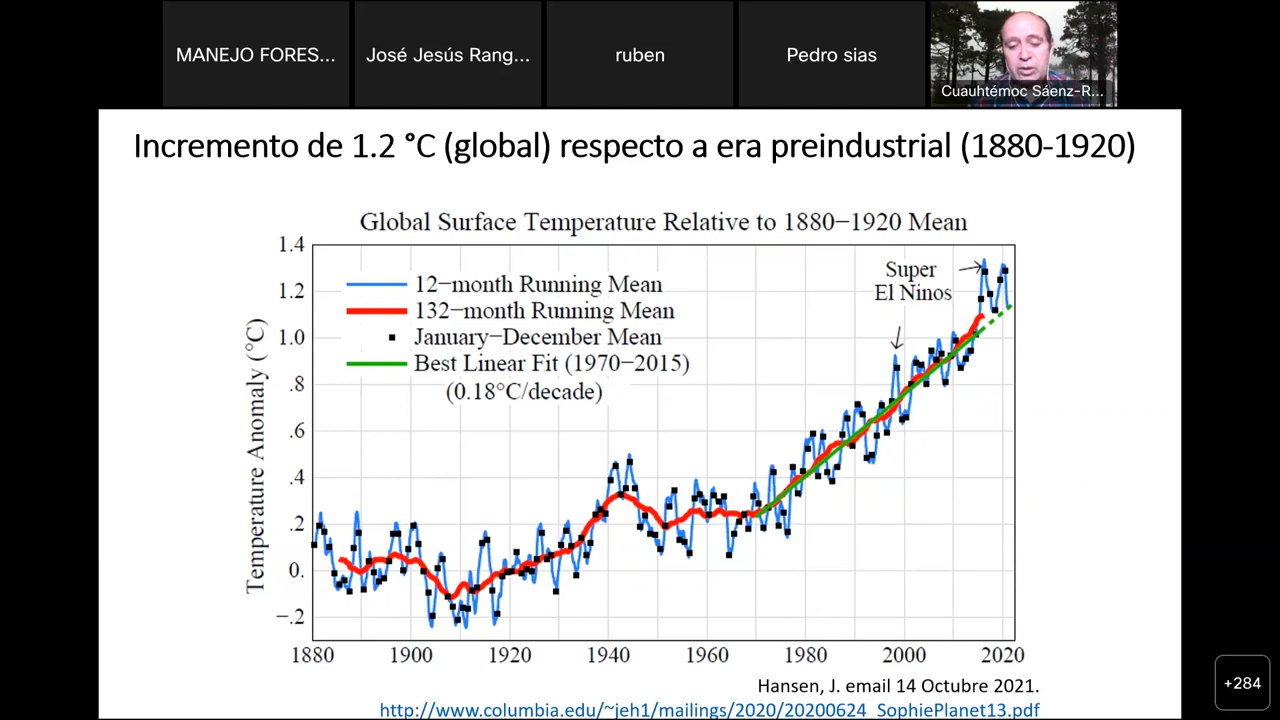 MANEJO FORES...
José Jesús Rang...
ruben
Pedro sias
Cuauhtémoc Sáenz-R...
Incremento de 1.2 °C (global) respecto a era preindustrial (1880-1920)
Global Surface Temperature Relative to 1880−1920 Mean
Temperature Anomaly (°C)
1.4
1.2
1.0
.8
.6
.4
.2
0.
−.2
12−month Running Mean
132−month Running Mean
January−December Mean
Best Linear Fit (1970−2015)
(0.18°C/decade)
Super
El Ninos
1880
1900
1920
1940
1960
1980
2000
2020
Hansen, J. email 14 Octubre 2021.
http://www.columbia.edu/~jeh1/mailings/2020/20200624_SophiePlanet13.pdf
+284